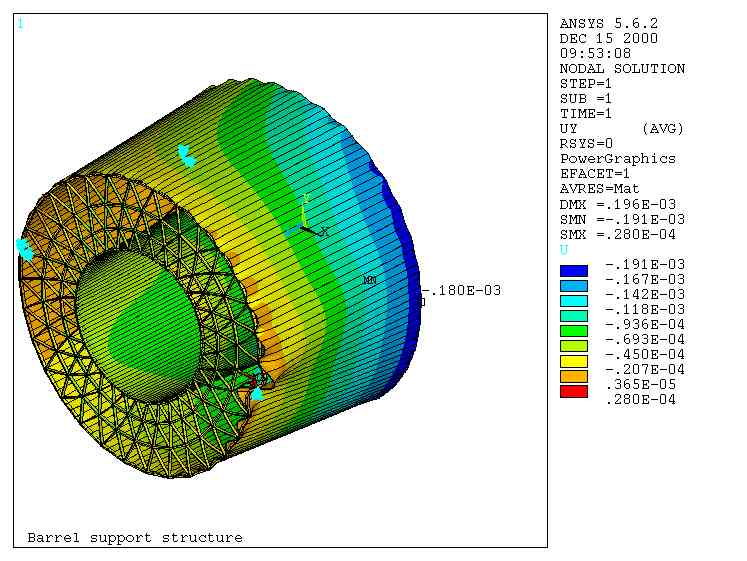 1
ANSYS 5.6.2
DEC 15 2000
09:53:08
NODAL SOLUTION
STEP=1
SUB =1
TIME=1
UY (AVG)
RSYS=0
PowerGraphics
EFACET=1
AVRES=Mat
DMX =.196E-03
SMN =-.191E-03
SMX =.280E-04
U
-.191E-03
-.167E-03
-.142E-03
-.118E-03
-.936E-04
-.693E-04
-.450E-04
-.207E-04
.365E-05
.280E-04
Y
X
-.180E-03
Barrel support structure